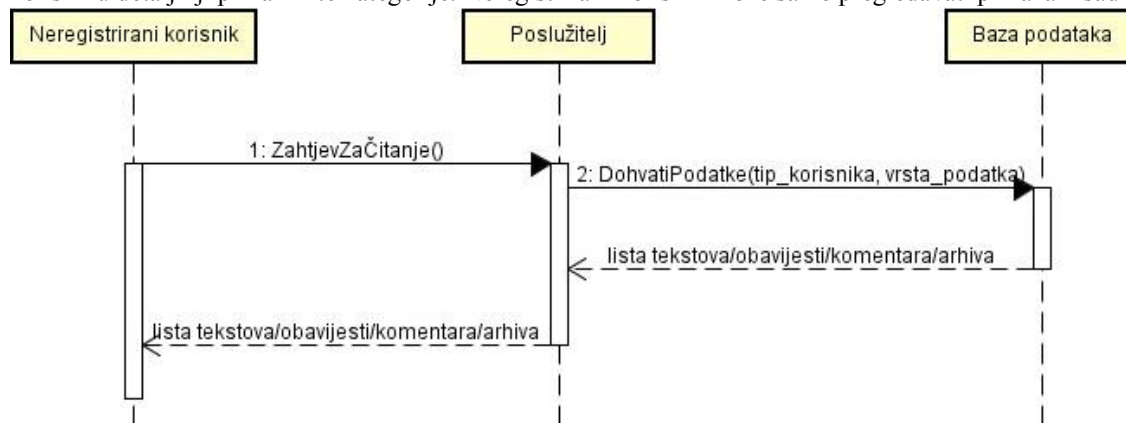 Neregistrirani korisnik
Poslužitelj
Baza podataka
1: ZahtjevZaČitanje()
2: DohvatiPodatke(tip_korisnika, vrsta_podatka)
lista tekstova/obavijesti/komentara/arhiva
lista tekstova/obavijesti/komentara/arhiva